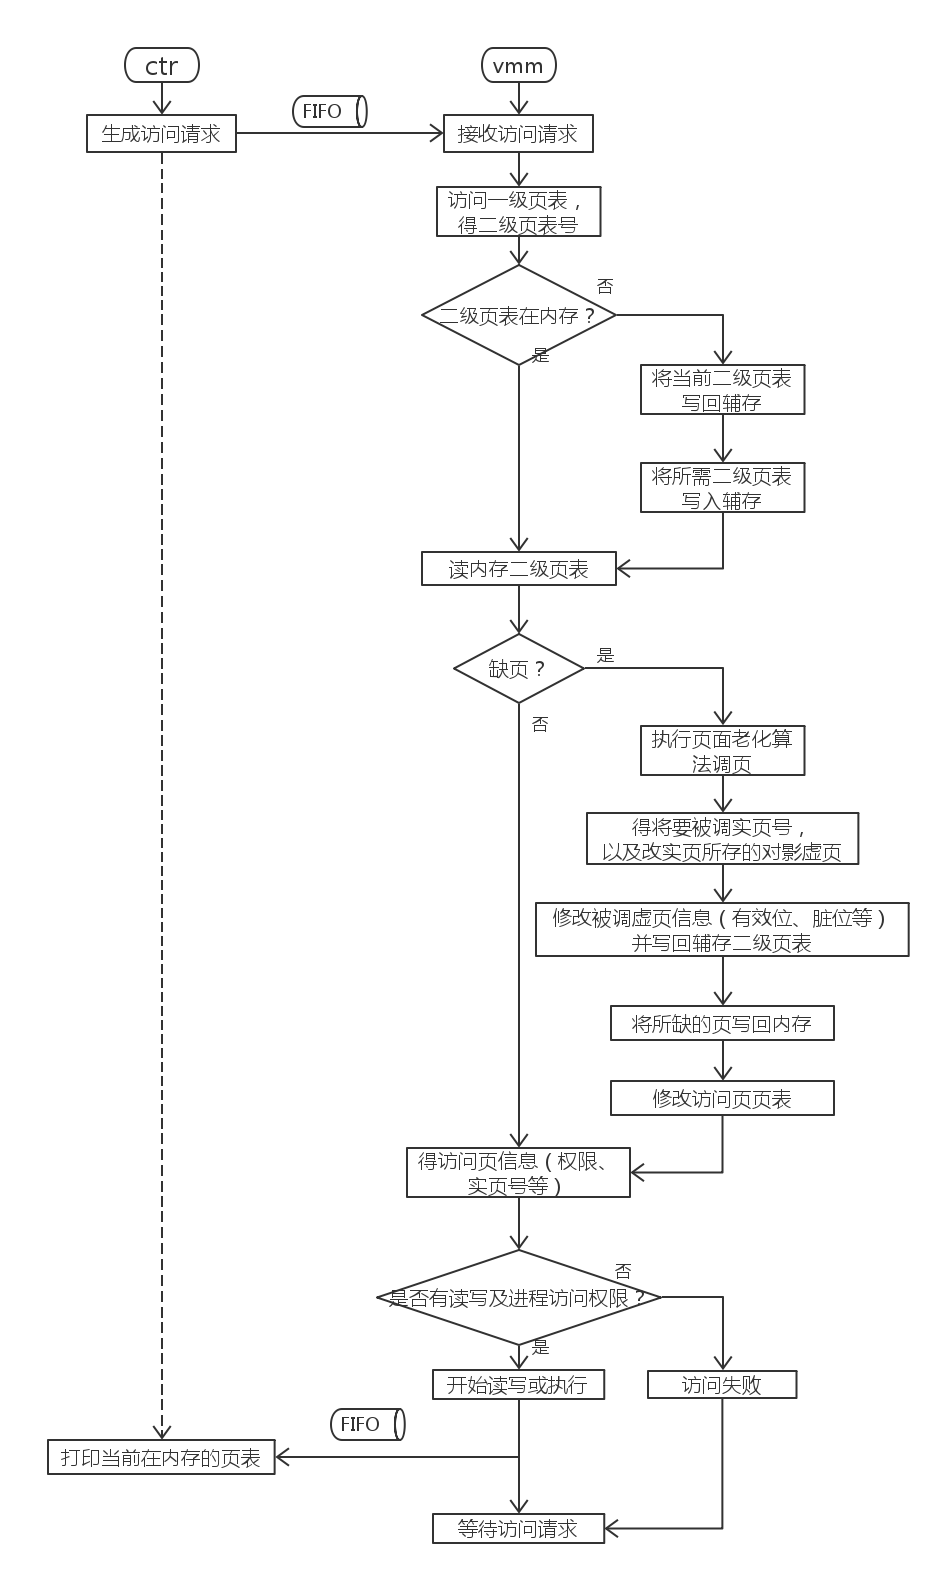 ctr
vmm
生成访问请求
FIFO
接收访问请求
访问一级页表，
得二级页表号
二级页表在内存？
否
是
将当前二级页表
写回辅存
将所需二级页表
写入辅存
读内存二级页表
缺页？
是
否
执行页面老化算
法调页
得将要被调实页号，
以及改实页所存的对影虚页
修改被调虚页信息（有效位、脏位等）
并写回辅存二级页表
将所缺的页写回内存
修改访问页页表
得访问页信息（权限、
实页号等）
是否有读写及进程访问权限？
否
是
开始读写或执行
访问失败
FIFO
打印当前在内存的页表
等待访问请求